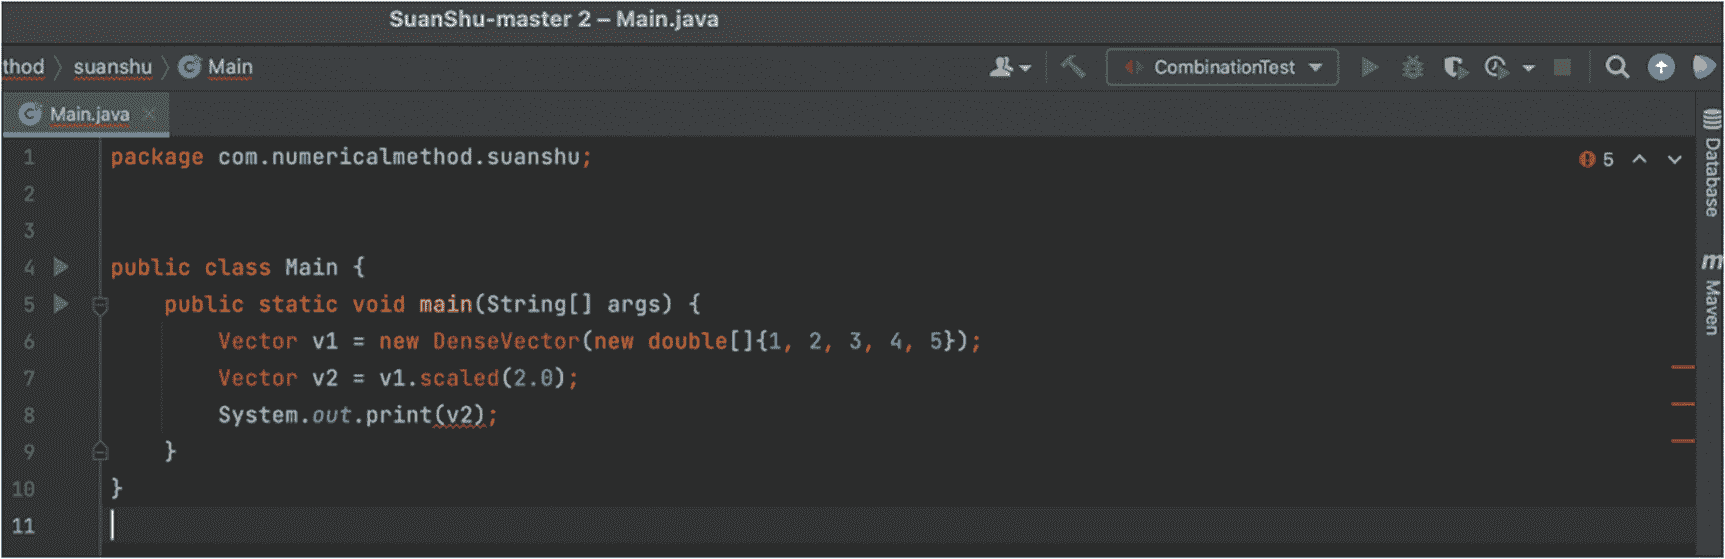 SuanShu-master 2 – Main.java
thod suanshu Main CombinationTest
Main.java
1 package com.numericalmethod.suanshu; 5
2
3
4 public class Main {
5 public static void main(String[] args) {
6 Vector v1 = new DenseVector(new double[]{1, 2, 3, 4, 5});
7 Vector v2 = v1.scaled(2.0);
8 System.out.print(v2);
9 }
10 }
11
Database
m Maven